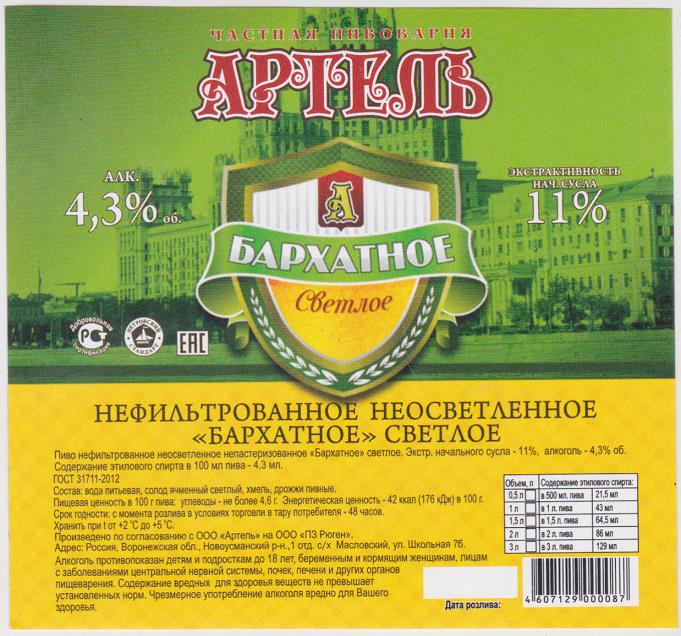 ЧАСТНАЯ ПИВОВАРНЯ
АРТЕЛЬ
АЛК.
4,3% об.
ЭКСТРАКТИВНОСТЬ
НАЧ. СУСЛА
11%
А
БАРХАТНОЕ
Светлое
Добровольная
РСТ
сертификация
ПЕТРОВСКИЙ
СТАНДАРТ
ЕАС
НЕФИЛЬТРОВАННОЕ НЕОСВЕТЛЕННОЕ
«БАРХАТНОЕ» СВЕТЛОЕ
Пиво нефильтрованное неосветленное непастеризованное «Бархатное» светлое. Экстр. начального сусла - 11%, алкоголь - 4,3% об.
Содержание этилового спирта в 100 мл пива - 4,3 мл.
ГОСТ 31711-2012
Состав: вода питьевая, солод ячменный светлый, хмель, дрожжи пивные.
Пищевая ценность в 100 г пива: углеводы - не более 4,6 г. Энергетическая ценность - 42 ккал (176 кДж) в 100 г.
Срок годности: с момента розлива в условиях торговли в тару потребителя - 48 часов.
Хранить при t от +2 °С до +5 °С.
Произведено по согласованию с ООО «Артель» на ООО «ПЗ Рюген».
Адрес: Россия, Воронежская обл., Новоусманский р-н.,1 отд. с/х Масловский, ул. Школьная 7б.
Алкоголь противопоказан детям и подросткам до 18 лет, беременным и кормящим женщинам, лицам
с заболеваниями центральной нервной системы, почек, печени и других органов
пищеварения. Содержание вредных для здоровья веществ не превышает
установленных норм. Чрезмерное употребление алкоголя вредно для Вашего
здоровья.
Объем, л Содержание этилового спирта:
0,5 л в 500 мл. пива 21,5 мл
1 л в 1 л. пива 43 мл
1,5 л в 1,5 л. пива 64,5 мл
2 л в 2 л. пива 86 мл
3 л в 3 л. пива 129 мл
Дата розлива:
4 607129 000087